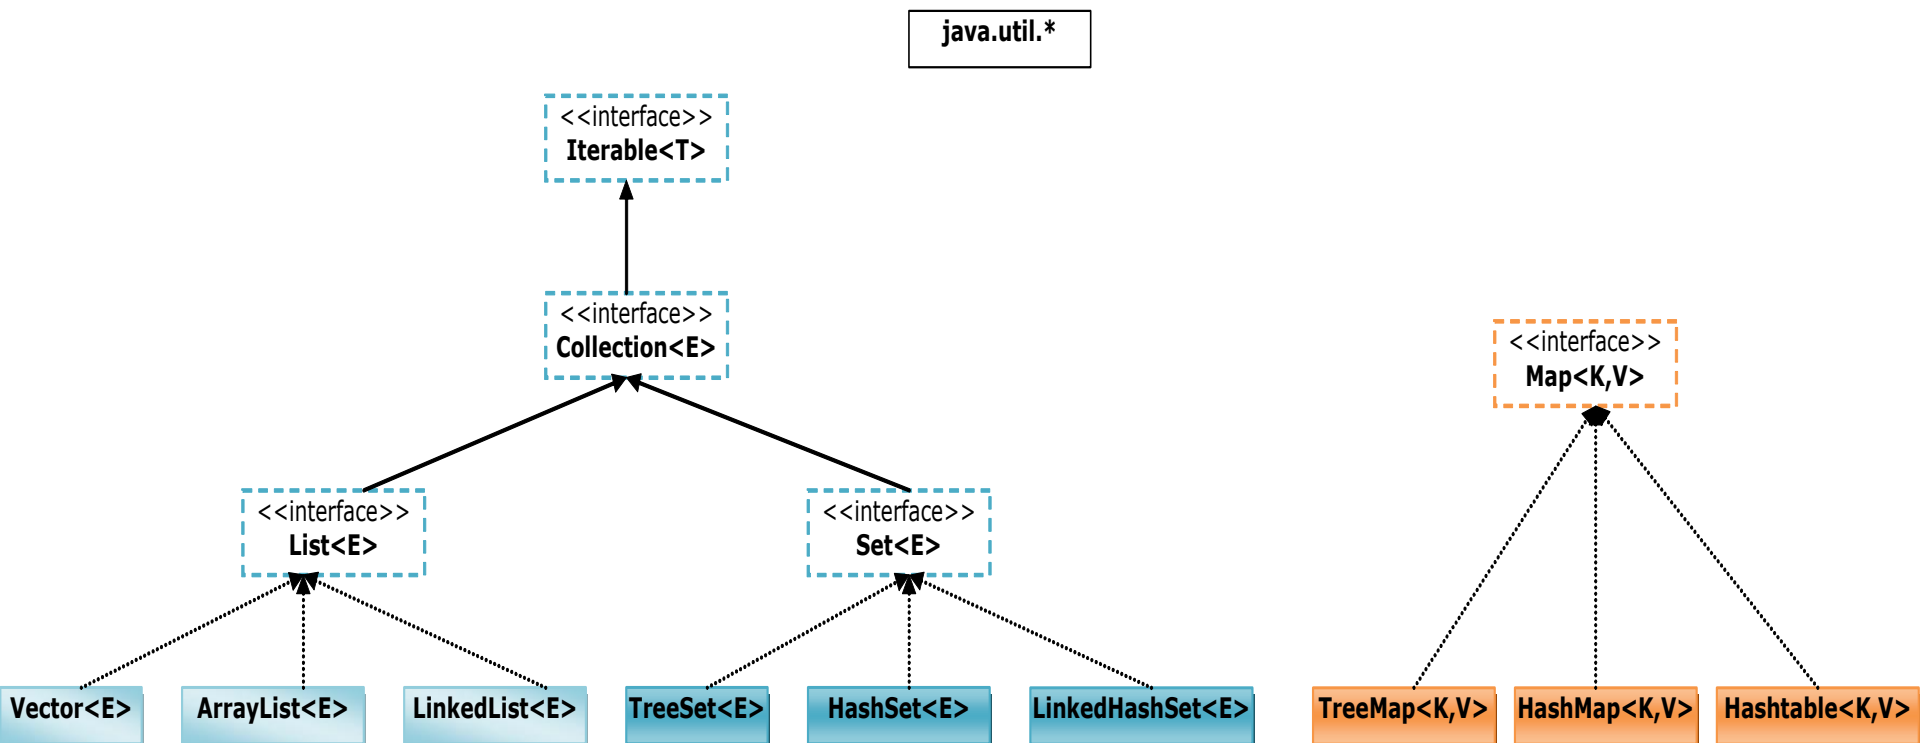 java.util.*
<<interface>>
Iterable<T>
<<interface>>
Collection<E>
<<interface>>
Map<K,V>
<<interface>>
List<E>
<<interface>>
Set<E>
Vector<E>
ArrayList<E>
LinkedList<E>
TreeSet<E>
HashSet<E>
LinkedHashSet<E>
TreeMap<K,V>
HashMap<K,V>
Hashtable<K,V>